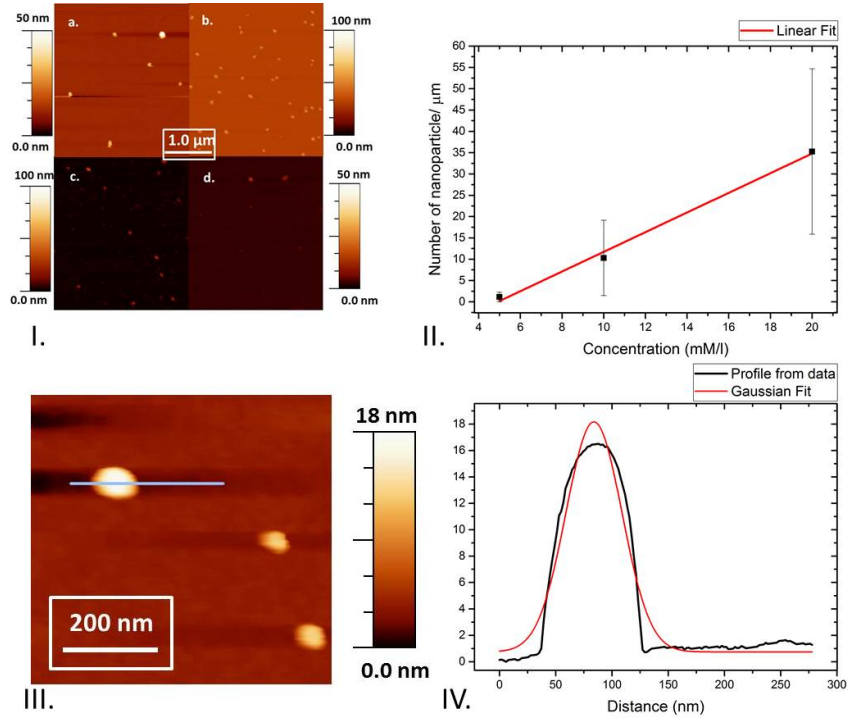 50 nm
0.0 nm
a.
b.
100 nm
0.0 nm
1.0 μm
100 nm
0.0 nm
c.
d.
50 nm
0.0 nm
I.
Linear Fit
60
55
50
45
40
35
30
25
20
15
10
5
0
Number of nanoparticle/ μm
4 6 8 10 12 14 16 18 20
Concentration (mM/l)
II.
18 nm
0.0 nm
200 nm
III.
Profile from data
Gaussian Fit
18
16
14
12
10
8
6
4
2
0
0 50 100 150 200 250 300
Distance (nm)
IV.